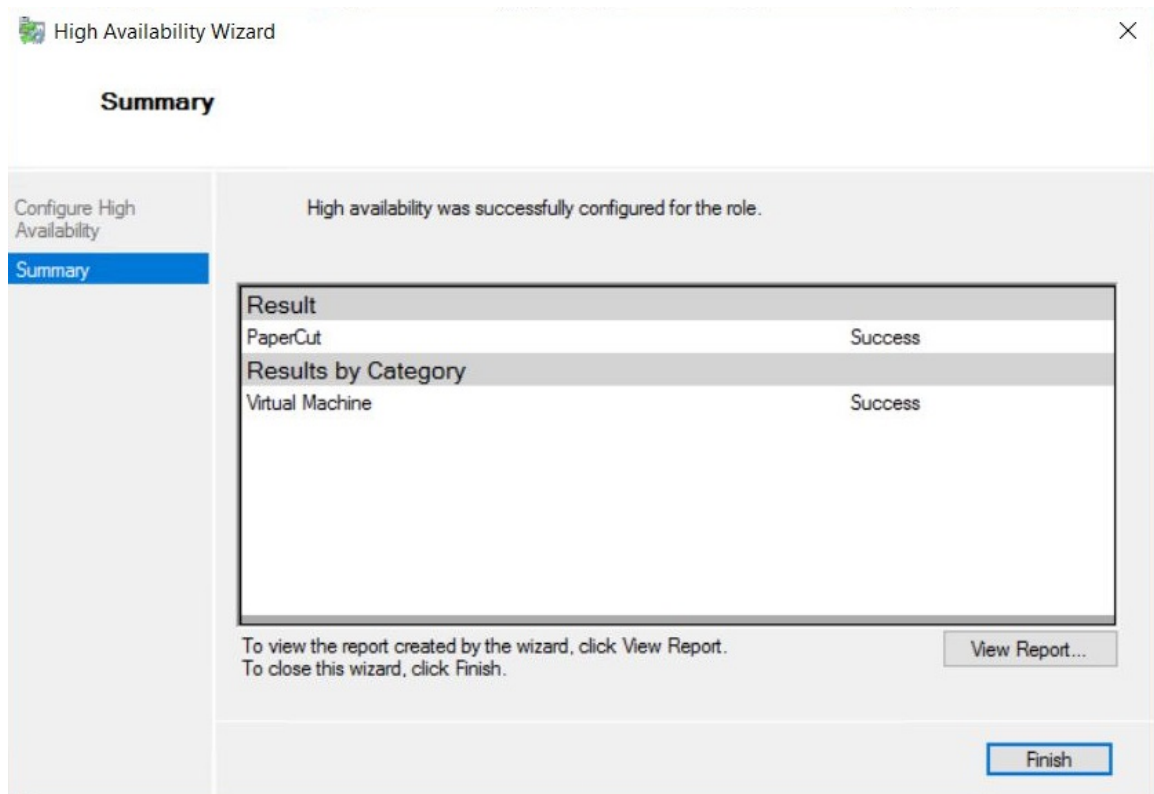 High Availability Wizard
Summary
Configure High
Availability
Summary
High availability was successfully configured for the role.
Result
PaperCut Success
Results by Category
Virtual Machine Success
To view the report created by the wizard, click View Report.
To close this wizard, click Finish.
View Report...
Finish